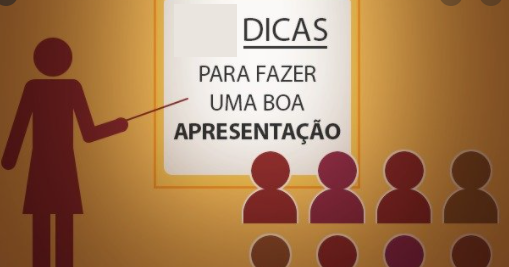 DICAS
PARA FAZER
UMA BOA
APRESENTAÇÃO